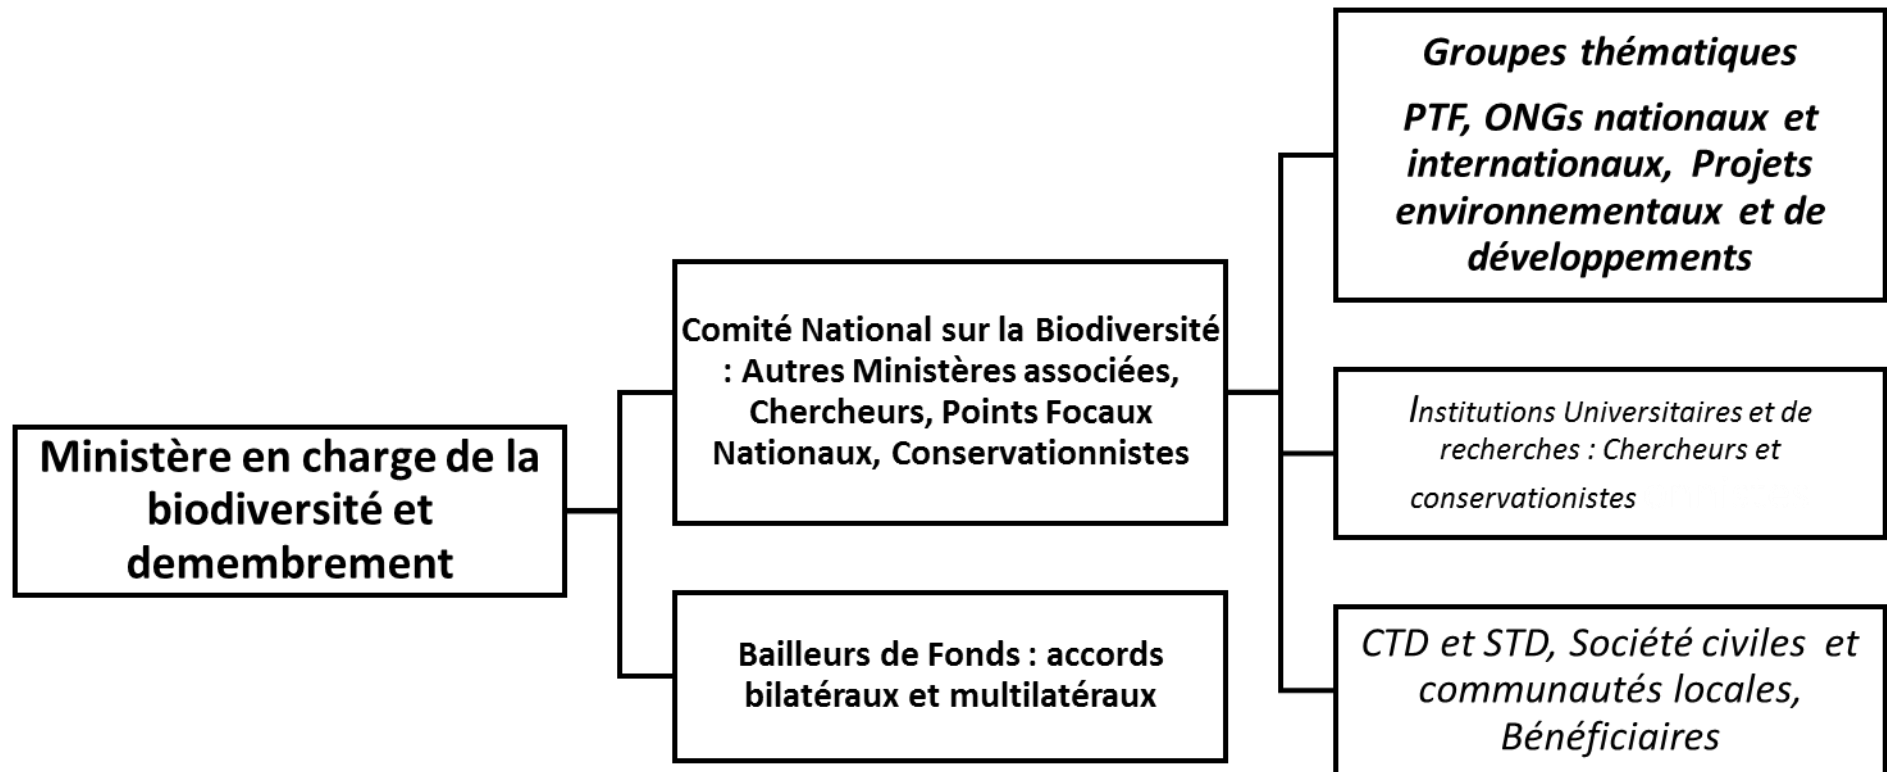 Ministère en charge de la
biodiversité et
demembrement
Comité National sur la Biodiversité
: Autres Ministères associées,
Chercheurs, Points Focaux
Nationaux, Conservationnistes
Bailleurs de Fonds : accords
bilatéraux et multilatéraux
Groupes thématiques
PTF, ONGs nationaux et
internationaux, Projets
environnementaux et de
développements
Institutions Universitaires et de
recherches : Chercheurs et
conservationistes
CTD et STD, Société civiles et
communautés locales,
Bénéficiaires